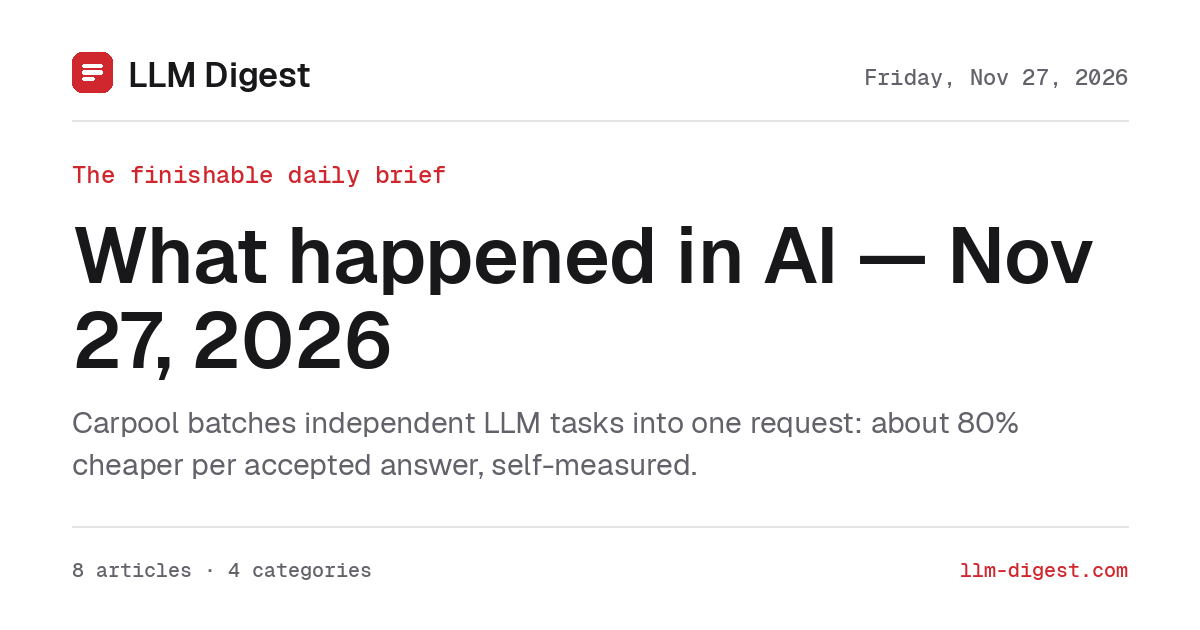 LLM Digest
Friday, Nov 27, 2026
The finishable daily brief
What happened in AI — Nov
27, 2026
Carpool batches independent LLM tasks into one request: about 80%
cheaper per accepted answer, self-measured.
8 articles · 4 categories
llm-digest.com